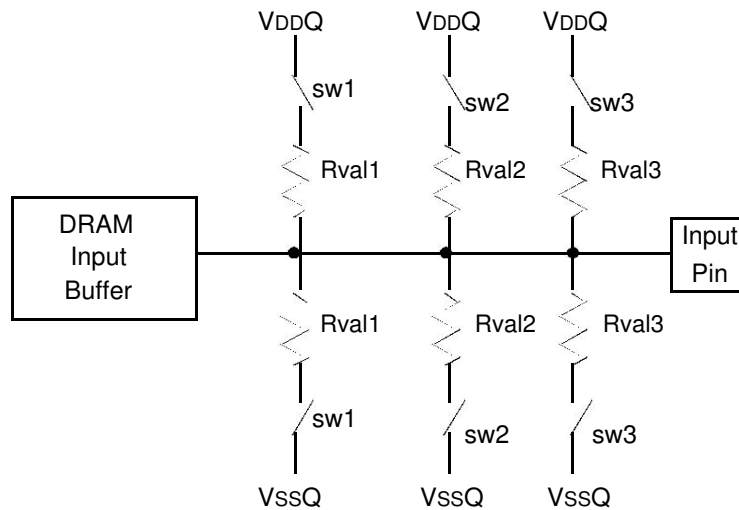 VDDQ VDDQ VDDQ
sw1 sw2 sw3
Rval1 Rval2 Rval3
DRAM
Input
Buffer
Input
Pin
Rval1 Rval2 Rval3
sw1 sw2 sw3
VSSQ VSSQ VSSQ